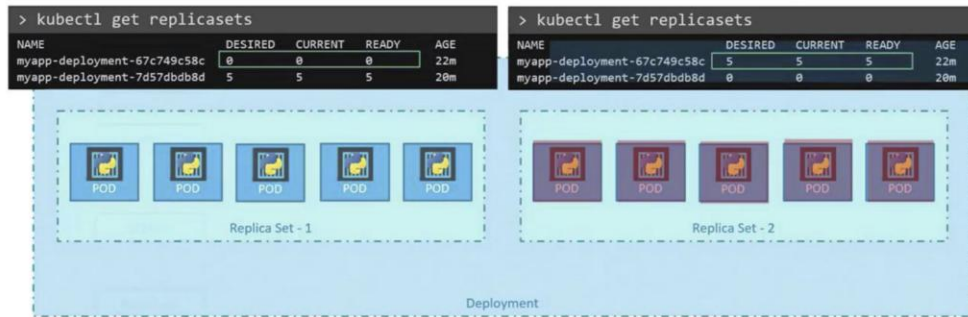 > kubectl get replicasets
NAME DESIRED CURRENT READY AGE
myapp-deployment-67c749c58c 0 0 0 22m
myapp-deployment-7d57dbdb8d 5 5 5 20m
> kubectl get replicasets
NAME DESIRED CURRENT READY AGE
myapp-deployment-67c749c58c 5 5 5 22m
myapp-deployment-7d57dbdb8d 0 0 0 20m
POD POD POD POD POD
Replica Set - 1
POD POD POD POD POD
Replica Set - 2
Deployment